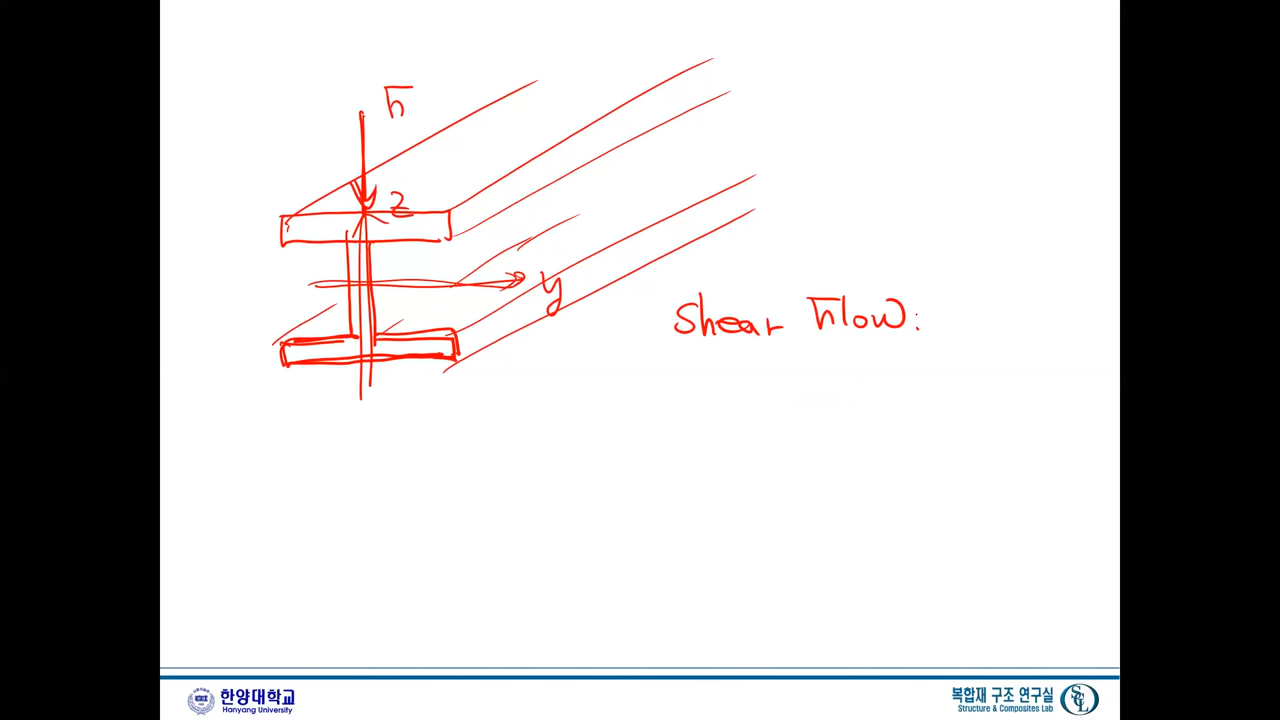 F
z
y
Shear Flow:
한양대학교
Hanyang University
복합재 구조 연구실
Structure & Composites Lab